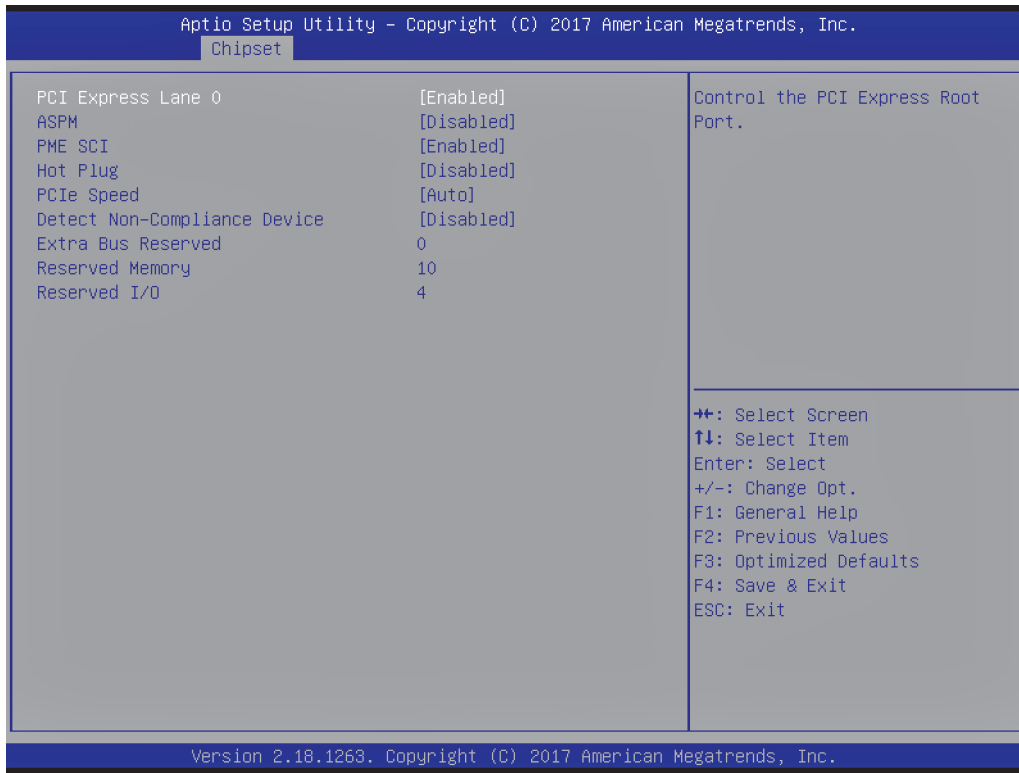 Aptio Setup Utility – Copyright (C) 2017 American Megatrends, Inc.
Chipset
PCI Express Lane 0 [Enabled]
ASPM [Disabled]
PME SCI [Enabled]
Hot Plug [Disabled]
PCIe Speed [Auto]
Detect Non-Compliance Device [Disabled]
Extra Bus Reserved 0
Reserved Memory 10
Reserved I/O 4
Control the PCI Express Root
Port.
→←: Select Screen
↑↓: Select Item
Enter: Select
+/-: Change Opt.
F1: General Help
F2: Previous Values
F3: Optimized Defaults
F4: Save & Exit
ESC: Exit
Version 2.18.1263. Copyright (C) 2017 American Megatrends, Inc.